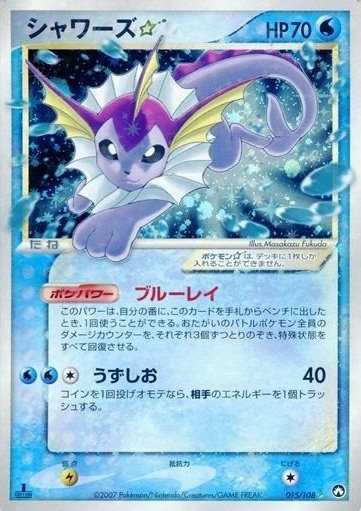 シャワーズ☆ HP70
たね
Illus. Masakazu Fukuda
ポケモン☆は、デッキに1枚しか
入れることができません。
ポケパワー ブルーレイ
このパワーは、自分の番に、このカードを手札からベンチに出した
とき、1回使うことができる。おたがいのバトルポケモン全員の
ダメージカウンターを、それぞれ3個ずつとりのぞき、特殊状態を
すべて回復させる。
うずしお 40
コインを1回投げオモテなら、相手のエネルギーを1個トラ
ッシュする。
弱点 抵抗力 にげる
1
EDITION
©2007 Pokémon/Nintendo/Creatures/GAME FREAK. 015/108